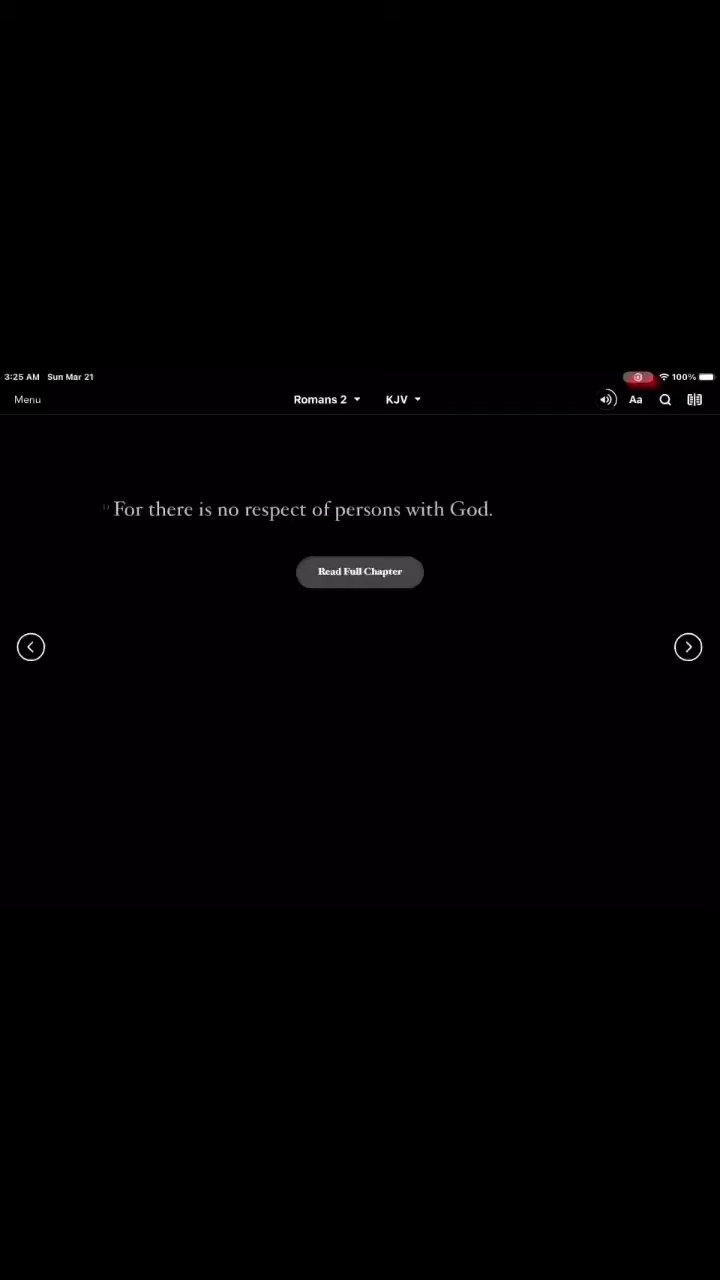 3:25 AM Sun Mar 21
100%
Menu
Romans 2
KJV
Aa
11 For there is no respect of persons with God.
Read Full Chapter